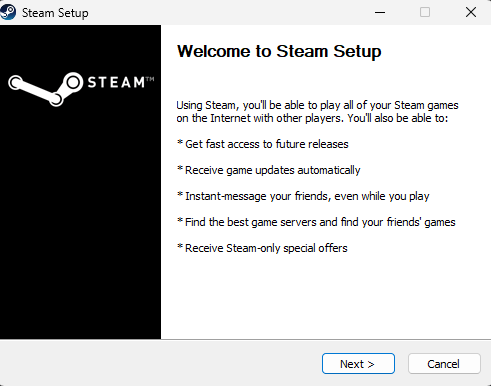 Steam Setup
STEAM™
Welcome to Steam Setup
Using Steam, you'll be able to play all of your Steam games
on the Internet with other players. You'll also be able to:
* Get fast access to future releases
* Receive game updates automatically
* Instant-message your friends, even while you play
* Find the best game servers and find your friends' games
* Receive Steam-only special offers
Next >
Cancel